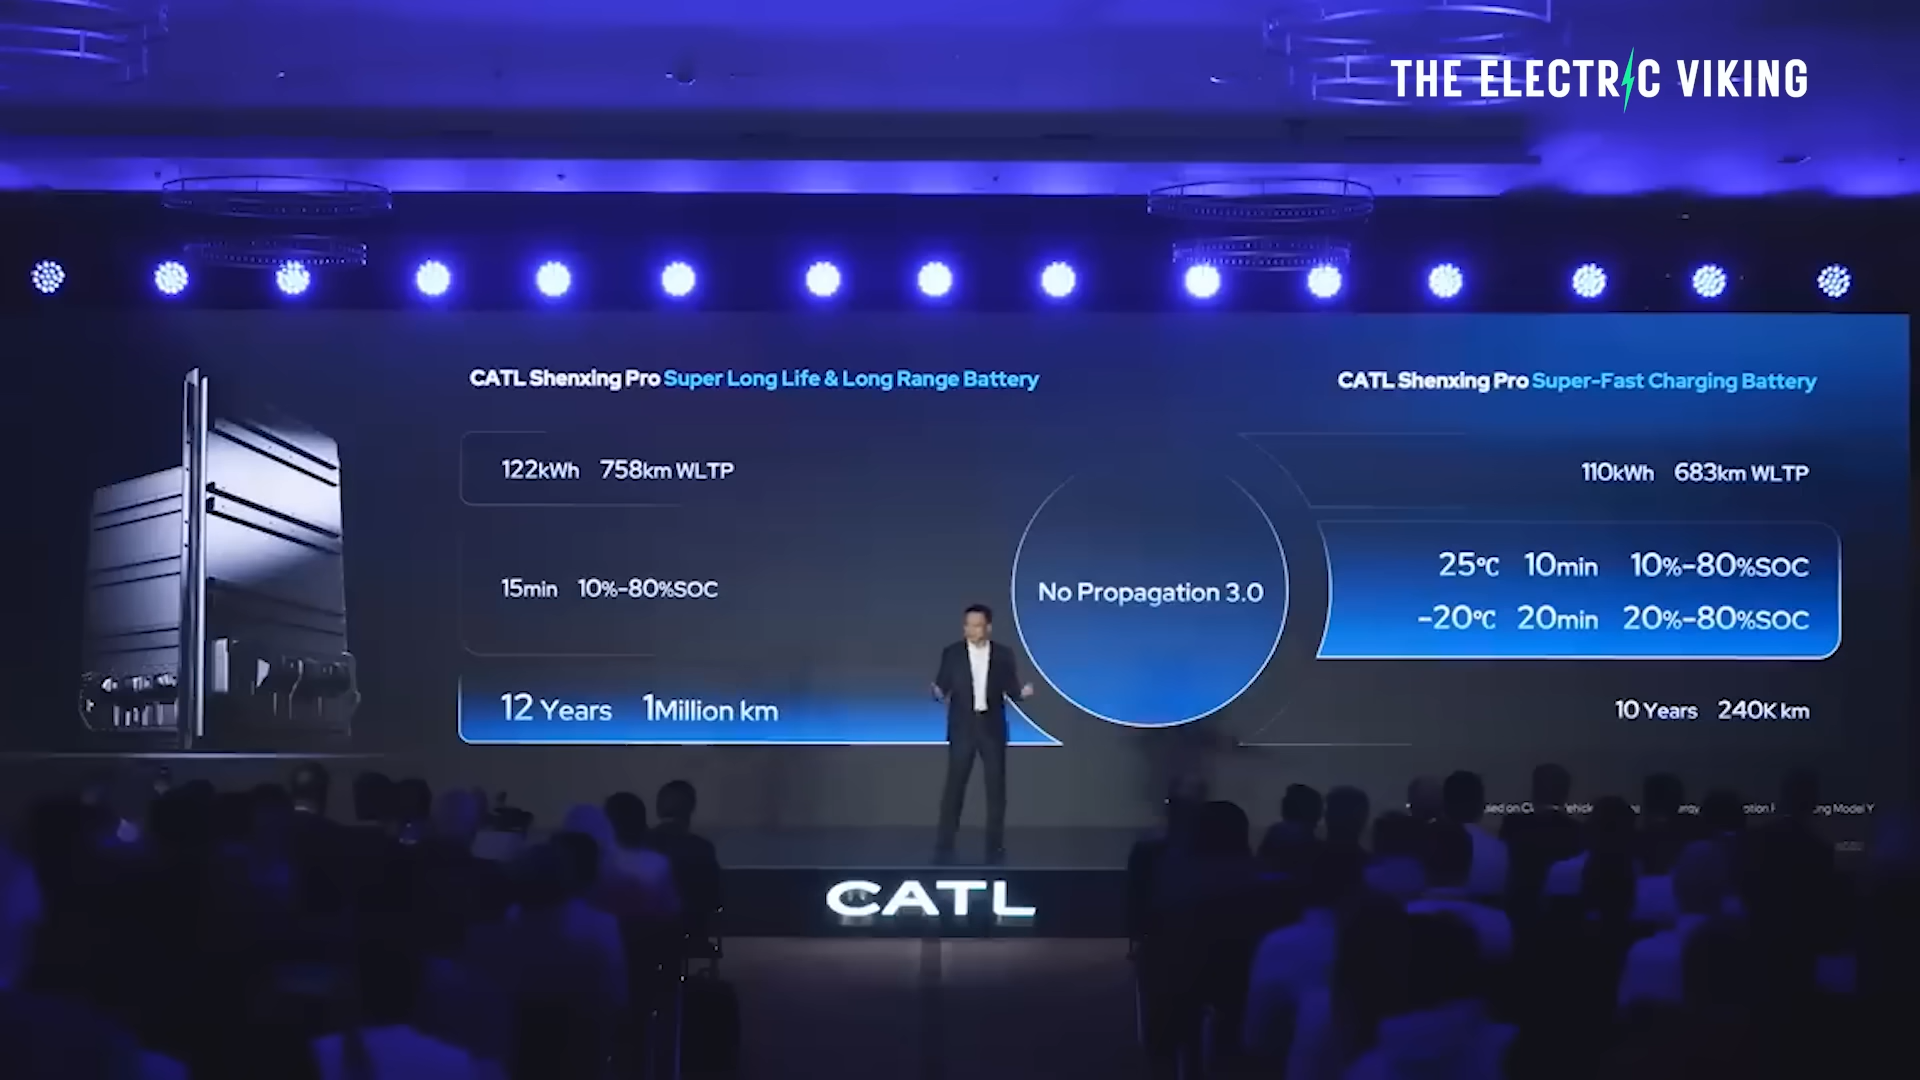 THE ELECTRIC VIKING
CATL Shenxing Pro Super Long Life & Long Range Battery
122kWh 758km WLTP
15min 10%-80%SOC
12 Years 1Million km
No Propagation 3.0
CATL Shenxing Pro Super-Fast Charging Battery
110kWh 683km WLTP
25℃ 10min 10%-80%SOC
-20℃ 20min 20%-80%SOC
10 Years 240K km
Model Y
CATL